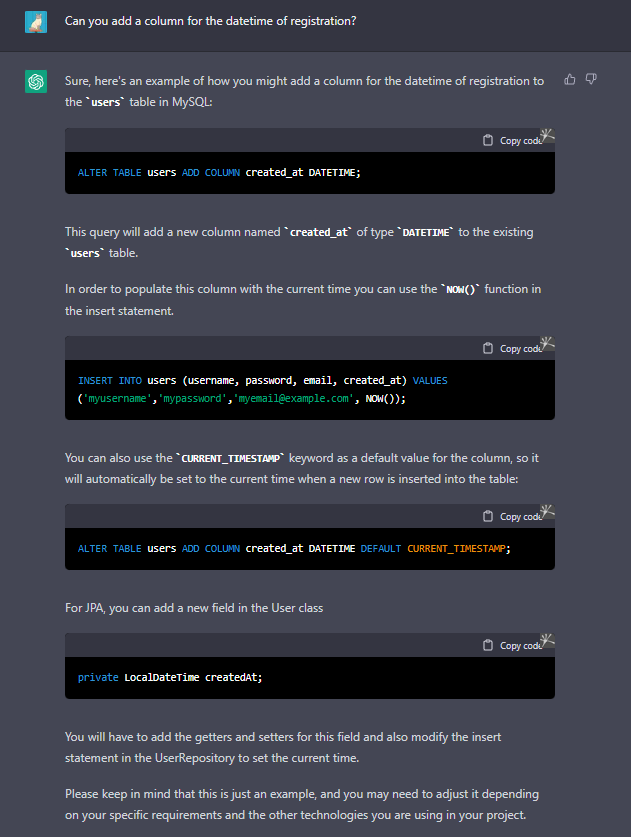 Can you add a column for the datetime of registration?
Sure, here's an example of how you might add a column for the datetime of registration to
the `users` table in MySQL:
Copy code
ALTER TABLE users ADD COLUMN created_at DATETIME;
This query will add a new column named `created_at` of type `DATETIME` to the existing
`users` table.
In order to populate this column with the current time you can use the `NOW()` function in
the insert statement.
Copy code
INSERT INTO users (username, password, email, created_at) VALUES
('myusername','mypassword','myemail@example.com', NOW());
You can also use the `CURRENT_TIMESTAMP` keyword as a default value for the column, so it
will automatically be set to the current time when a new row is inserted into the table:
Copy code
ALTER TABLE users ADD COLUMN created_at DATETIME DEFAULT CURRENT_TIMESTAMP;
For JPA, you can add a new field in the User class
Copy code
private LocalDateTime createdAt;
You will have to add the getters and setters for this field and also modify the insert
statement in the UserRepository to set the current time.
Please keep in mind that this is just an example, and you may need to adjust it depending
on your specific requirements and the other technologies you are using in your project.